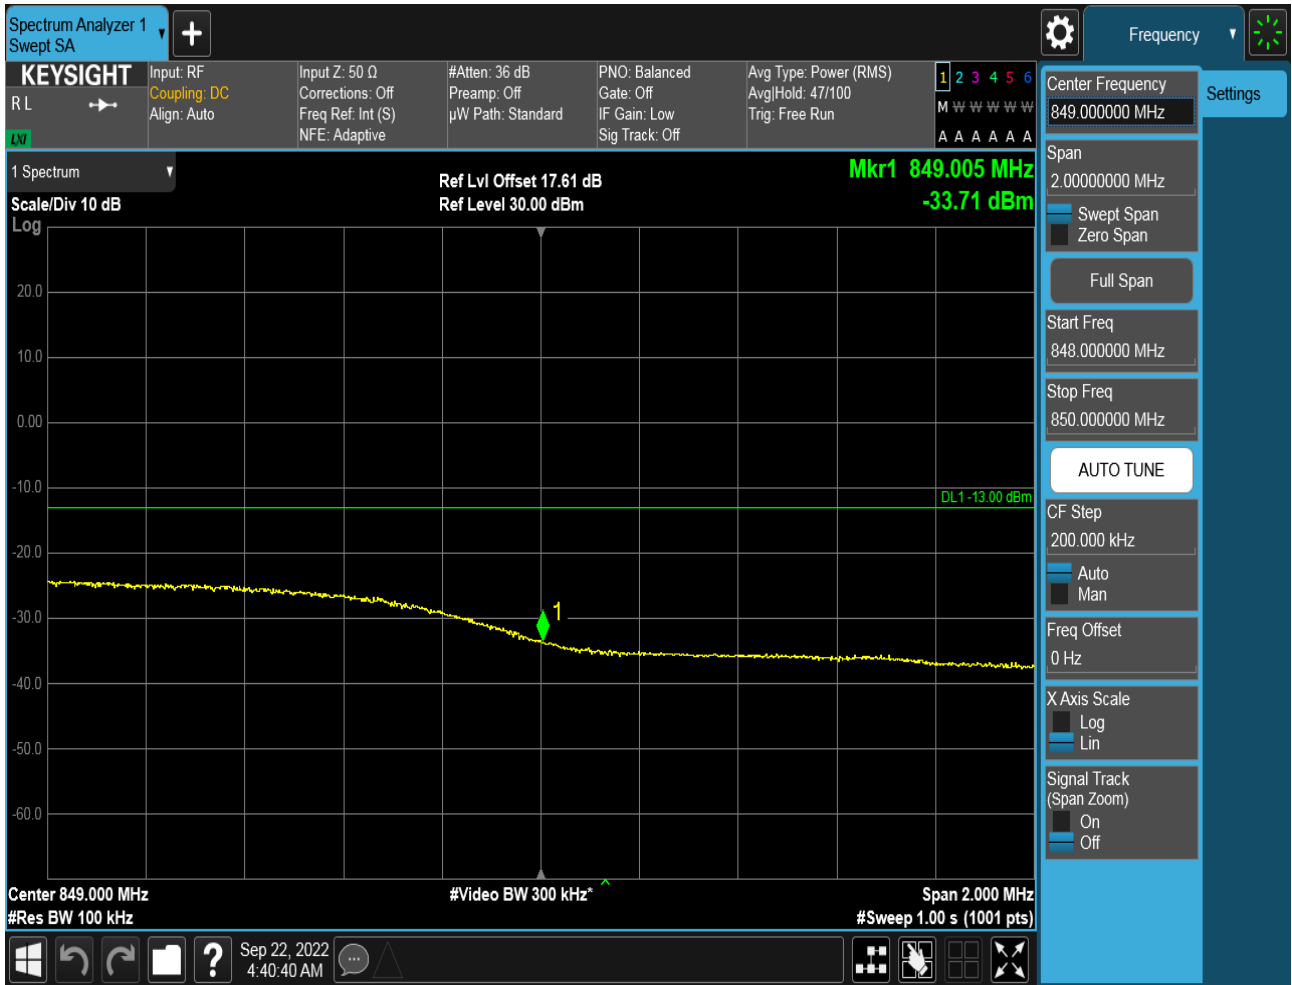 Spectrum Analyzer 1
Swept SA
Frequency
KEYSIGHT
R L
LXI
Input: RF
Coupling: DC
Align: Auto
Input Z: 50 Ω
Corrections: Off
Freq Ref: Int (S)
NFE: Adaptive
#Atten: 36 dB
Preamp: Off
µW Path: Standard
PNO: Balanced
Gate: Off
IF Gain: Low
Sig Track: Off
Avg Type: Power (RMS)
Avg|Hold: 47/100
Trig: Free Run
1 2 3 4 5 6
M W W W W W
A A A A A A
1 Spectrum
Scale/Div 10 dB
Log
Ref Lvl Offset 17.61 dB
Ref Level 30.00 dBm
Mkr1 849.005 MHz
-33.71 dBm
20.0
10.0
0.00
-10.0
DL1 -13.00 dBm
-20.0
-30.0
1
-40.0
-50.0
-60.0
Center 849.000 MHz
#Res BW 100 kHz
#Video BW 300 kHz*
Span 2.000 MHz
#Sweep 1.00 s (1001 pts)
Center Frequency
849.000000 MHz
Settings
Span
2.00000000 MHz
Swept Span
Zero Span
Full Span
Start Freq
848.000000 MHz
Stop Freq
850.000000 MHz
AUTO TUNE
CF Step
200.000 kHz
Auto
Man
Freq Offset
0 Hz
X Axis Scale
Log
Lin
Signal Track
(Span Zoom)
On
Off
?
Sep 22, 2022
4:40:40 AM